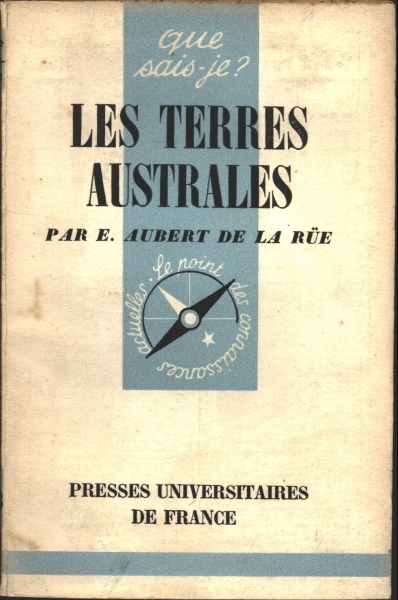 que
sais-je?
LES TERRES
AUSTRALES
PAR E. AUBERT DE LA RÜE
Le point des connaissances actuelles.
PRESSES UNIVERSITAIRES
DE FRANCE